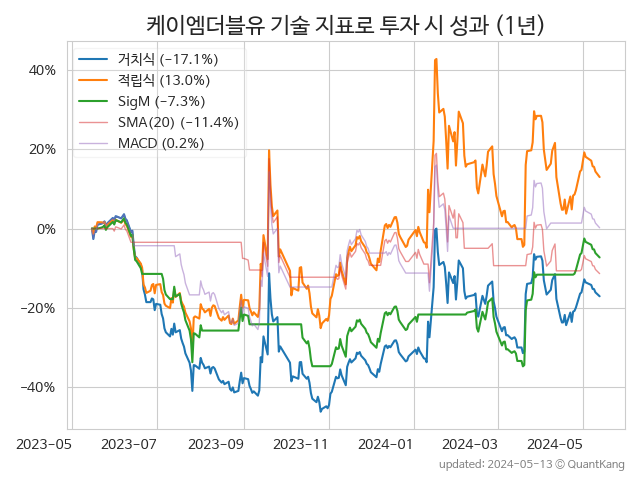 케이엠더블유 기술 지표로 투자 시 성과 (1년)
거치식 (−17.1%)
적립식 (13.0%)
SigM (−7.3%)
SMA(20) (−11.4%)
MACD (0.2%)
40%
20%
0%
−20%
−40%
2023-05 2023-07 2023-09 2023-11 2024-01 2024-03 2024-05
updated: 2024-05-13 ⓒ QuantKang